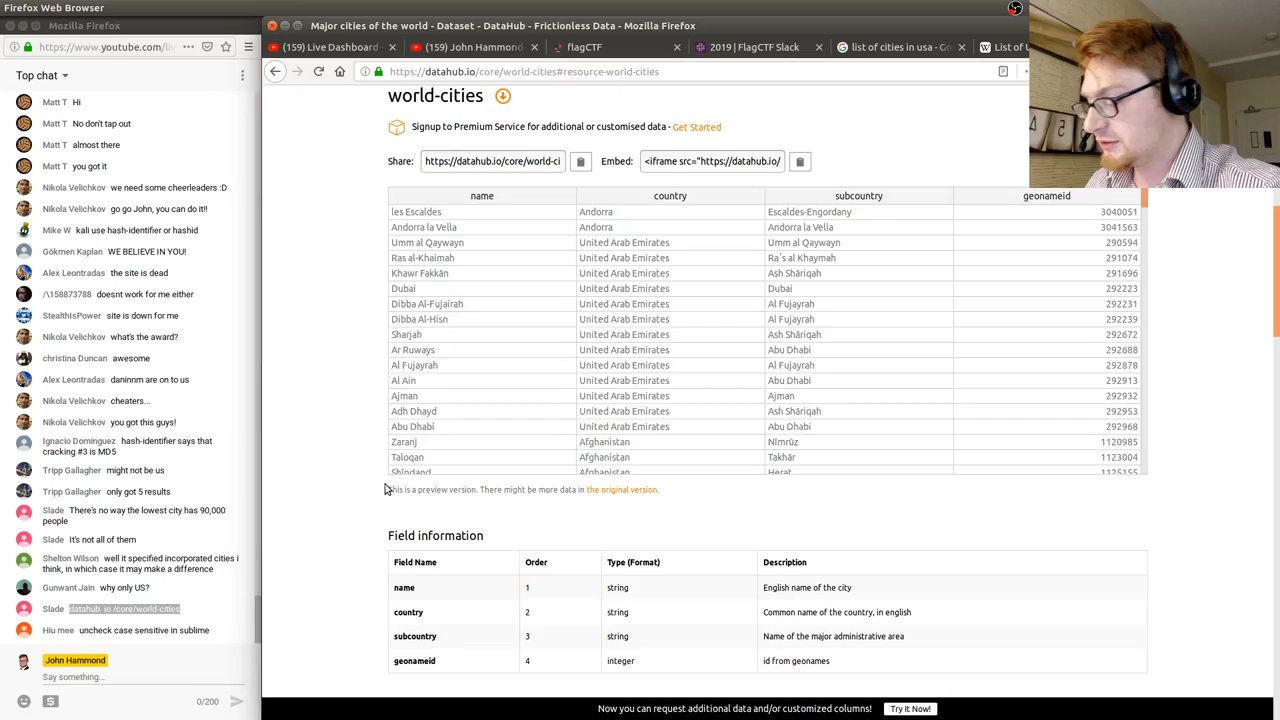 Firefox Web Browser
Mozilla Firefox
https://www.youtube.com/li
Top chat
Matt T Hi
Matt T No don't tap out
Matt T almost there
Matt T you got it
Nikola Velichkov we need some cheerleaders :D
Nikola Velichkov go go John, you can do it!!
Mike W kali use hash-identifier or hashid
Gökmen Kaplan WE BELIEVE IN YOU!
Alex Leontradas the site is dead
/\158873788 doesnt work for me either
StealthIsPower site is down for me
Nikola Velichkov what's the award?
christina Duncan awesome
Alex Leontradas daninnm are on to us
Nikola Velichkov cheaters...
Nikola Velichkov you got this guys!
Ignacio Dominguez hash-identifier says that
cracking #3 is MD5
Tripp Gallagher might not be us
Tripp Gallagher only got 5 results
Slade There's no way the lowest city has 90,000
people
Slade It's not all of them
Shelton Wilson well it specified incorporated cities i
think, in which case it may make a difference
Gunwant Jain why only US?
Slade datahub. io /core/world-cities
Hiu mee uncheck case sensitive in sublime
John Hammond
Say something...
0/200
Major cities of the world - Dataset - DataHub - Frictionless Data - Mozilla Firefox
(159) Live Dashboard -
(159) John Hammond
flagCTF
2019 | FlagCTF Slack
list of cities in usa - Go
List of U
https://datahub.io/core/world-cities#resource-world-cities
world-cities
Signup to Premium Service for additional or customised data - Get Started
Share: https://datahub.io/core/world-ci Embed: <iframe src="https://datahub.io/
name country subcountry geonameid
les Escaldes Andorra Escaldes-Engordany 3040051
Andorra la Vella Andorra Andorra la Vella 3041563
Umm al Qaywayn United Arab Emirates Umm al Qaywayn 290594
Ras al-Khaimah United Arab Emirates Raʼs al Khaymah 291074
Khawr Fakkān United Arab Emirates Ash Shāriqah 291696
Dubai United Arab Emirates Dubai 292223
Dibba Al-Fujairah United Arab Emirates Al Fujayrah 292231
Dibba Al-Hisn United Arab Emirates Al Fujayrah 292239
Sharjah United Arab Emirates Ash Shāriqah 292672
Ar Ruways United Arab Emirates Abu Dhabi 292688
Al Fujayrah United Arab Emirates Al Fujayrah 292878
Al Ain United Arab Emirates Abu Dhabi 292913
Ajman United Arab Emirates Ajman 292932
Adh Dhayd United Arab Emirates Ash Shāriqah 292953
Abu Dhabi United Arab Emirates Abu Dhabi 292968
Zaranj Afghanistan Nīmrūz 1120985
Taloqan Afghanistan Takhār 1123004
Shīndand Afghanistan Herat 1125155
This is a preview version. There might be more data in the original version.
Field information
Field Name Order Type (Format) Description
name 1 string English name of the city
country 2 string Common name of the country, in english
subcountry 3 string Name of the major administrative area
geonameid 4 integer id from geonames
Now you can request additional data and/or customized columns! Try It Now!